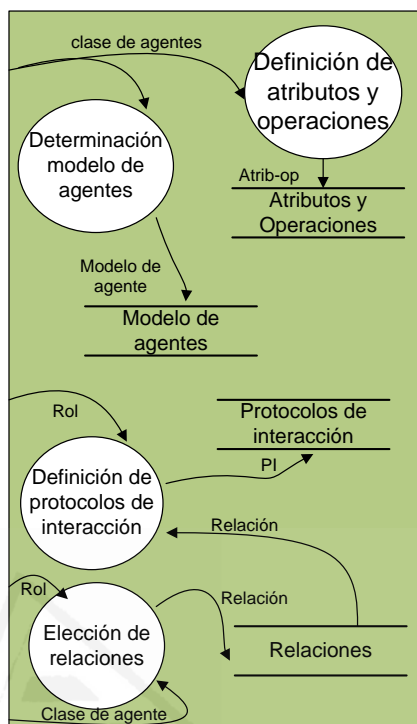 clase de agentes
Definición de
atributos y
operaciones
Determinación
modelo de
agentes
Atrib-op
Atributos y
Operaciones
Modelo de
agente
Modelo de
agentes
Rol
Protocolos de
interacción
Definición de
protocolos de
interacción
PI
Relación
Rol
Elección de
relaciones
Relación
Relaciones
Clase de agente